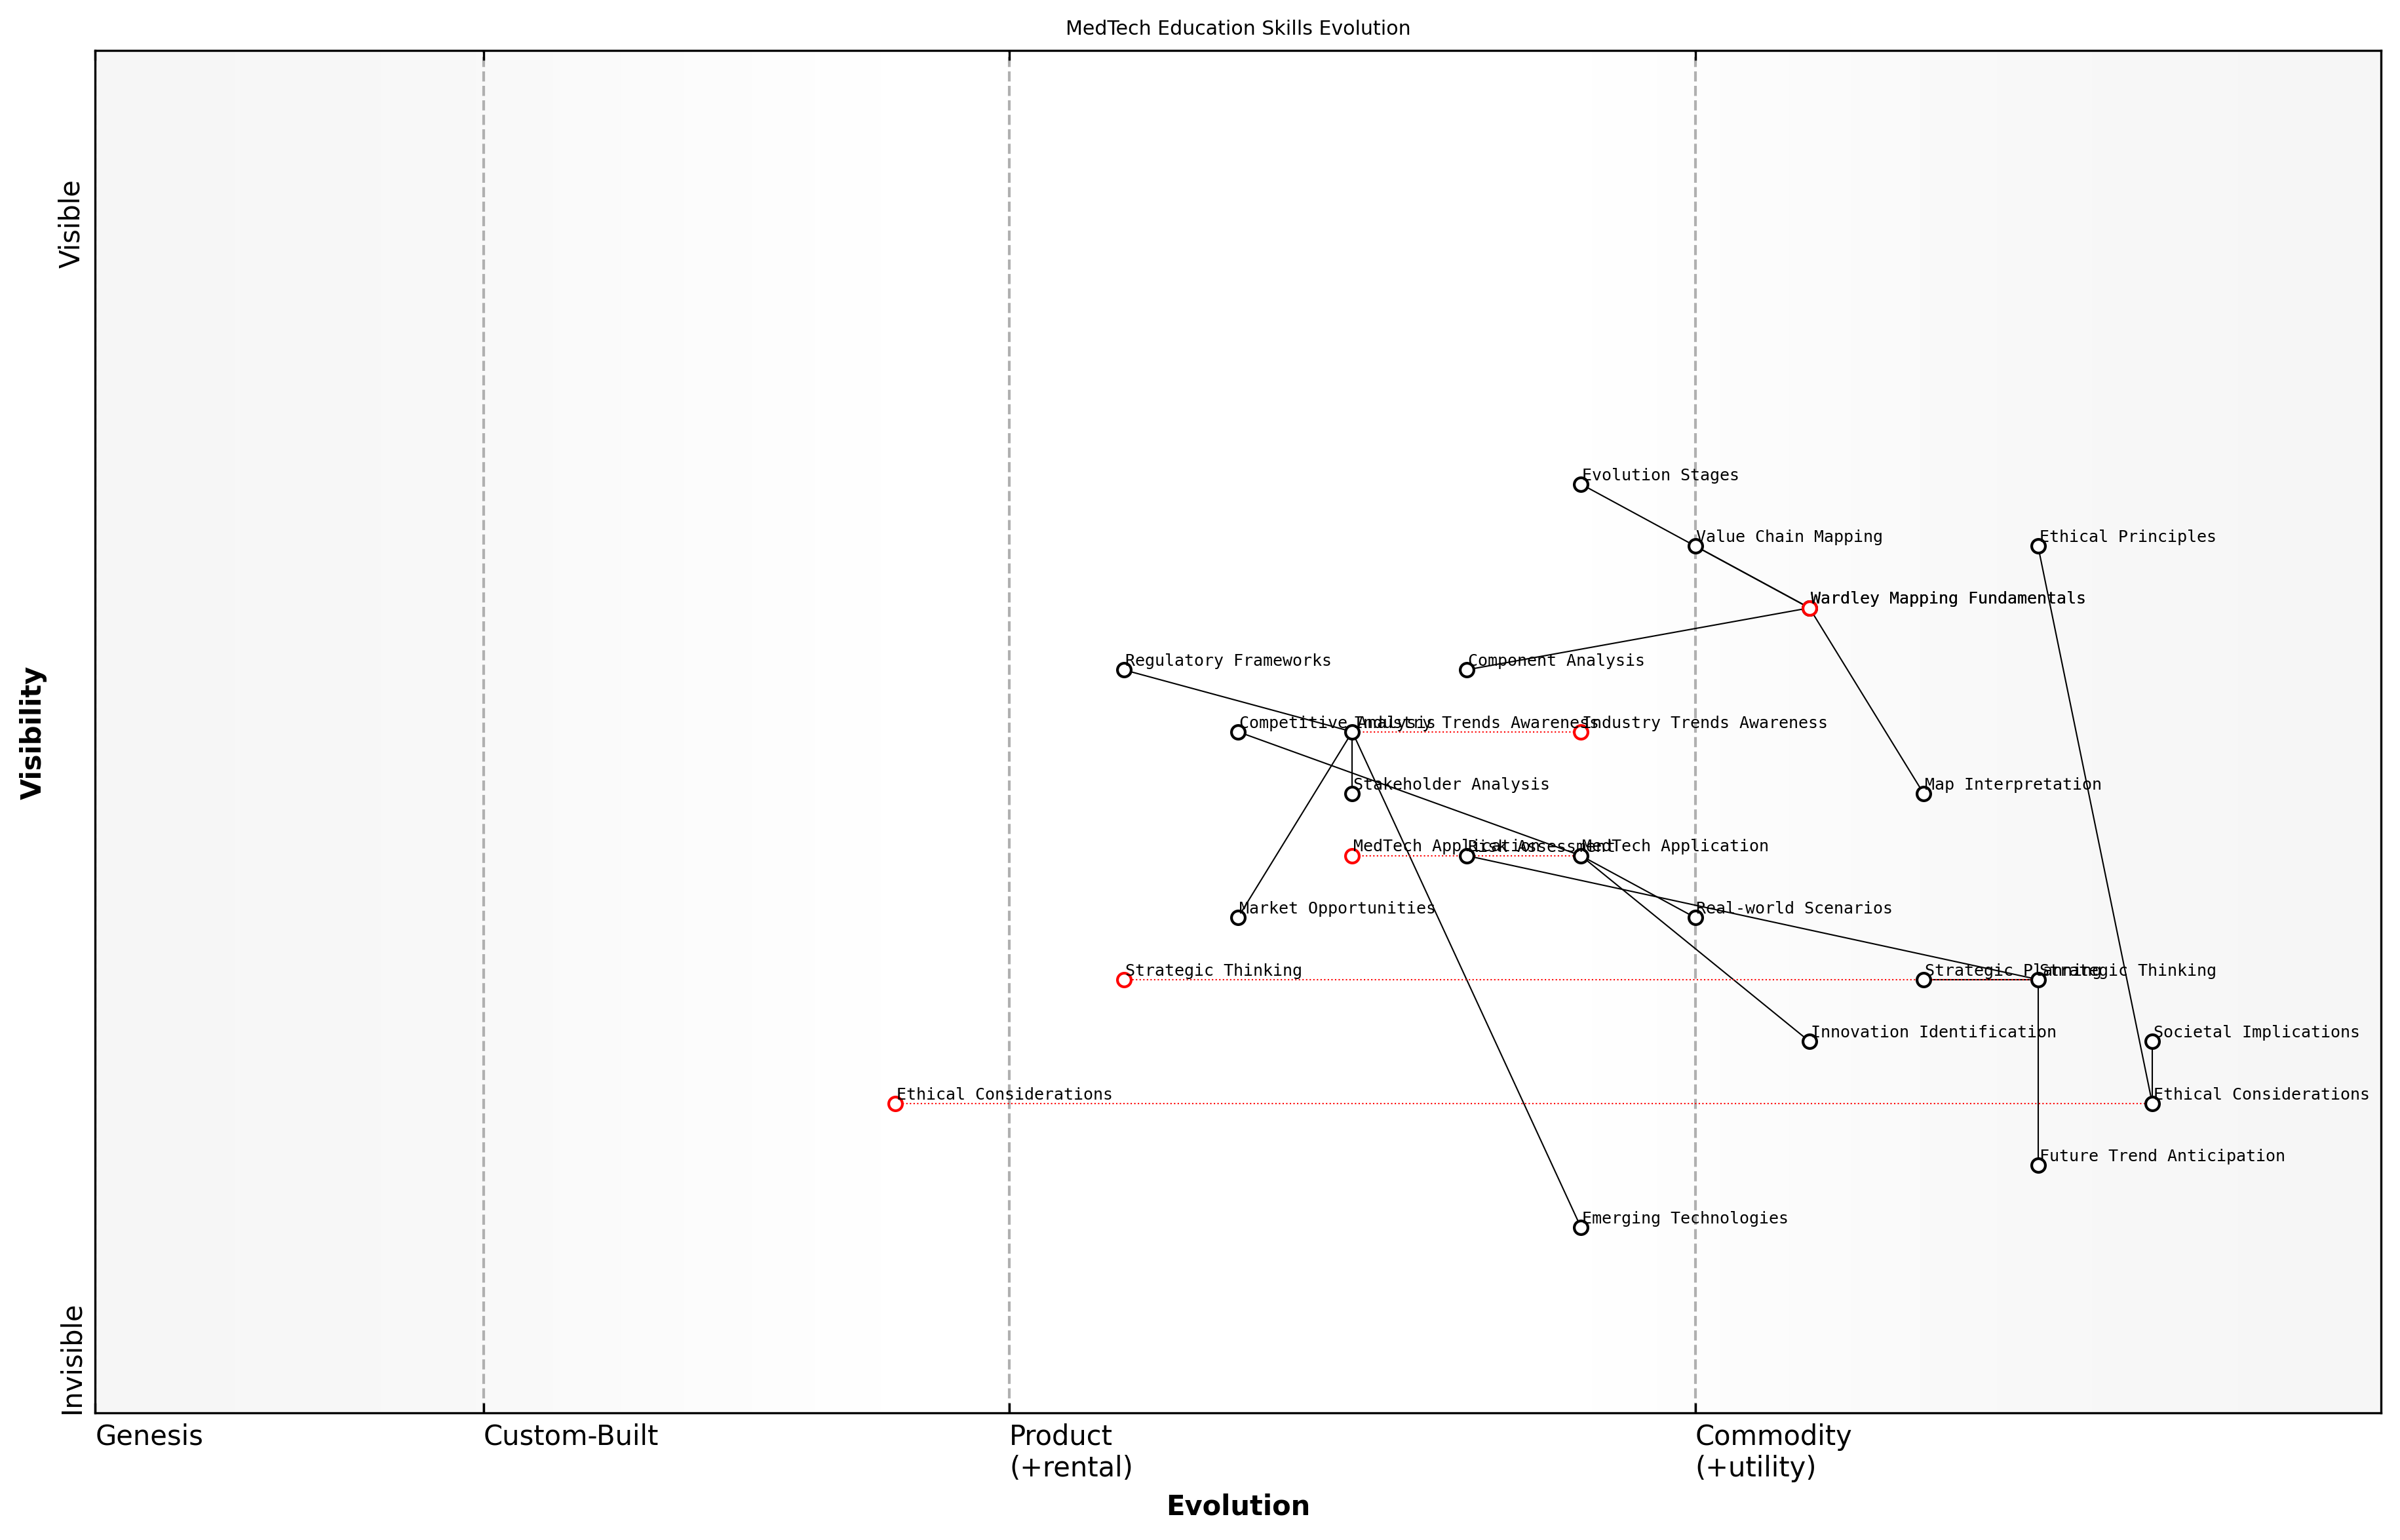 MedTech Education Skills Evolution
Visible
Evolution Stages
Value Chain Mapping
Ethical Principles
Wardley Mapping Fundamentals
Regulatory Frameworks
Component Analysis
Competitive Analysis
Industry Trends Awareness
Industry Trends Awareness
Stakeholder Analysis
Map Interpretation
MedTech Application
Risk Assessment
MedTech Application
Market Opportunities
Real-world Scenarios
Strategic Thinking
Strategic Planning
Strategic Thinking
Innovation Identification
Societal Implications
Ethical Considerations
Ethical Considerations
Future Trend Anticipation
Emerging Technologies
Visibility
Invisible
Genesis
Custom-Built
Product
(+rental)
Commodity
(+utility)
Evolution